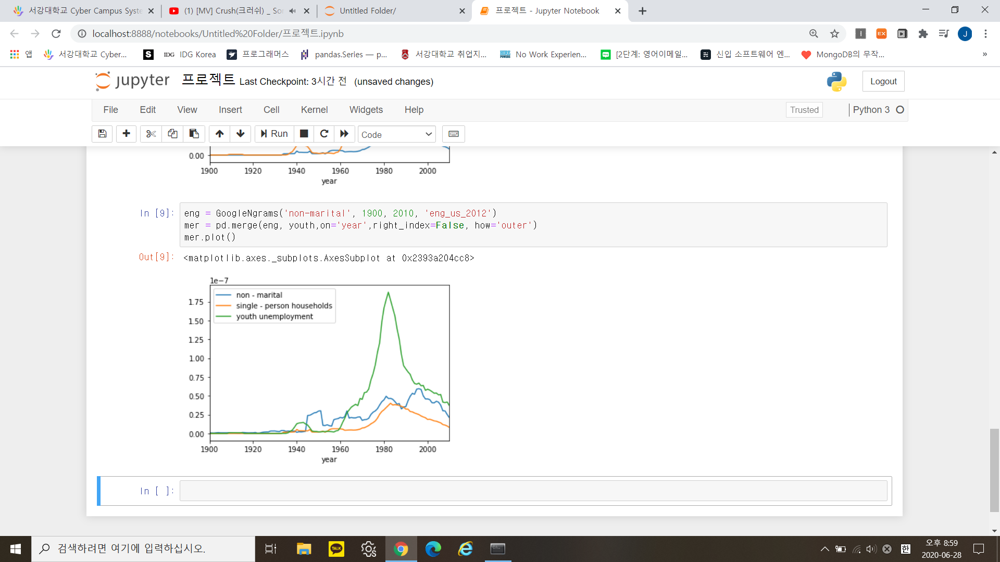 서강대학교 Cyber Campus Syste
(1) [MV] Crush(크러쉬) _ So
Untitled Folder/
프로젝트 - Jupyter Notebook
localhost:8888/notebooks/Untitled%20Folder/프로젝트.ipynb
EX
J
앱
서강대학교 Cyber...
S
IDG IDG Korea
프로그래머스
pandas.Series — p...
서강대학교 취업지...
No Work Experien...
[2단계: 영어이메일...
신입 소프트웨어 엔...
MongoDB의 무작...
»
jupyter 프로젝트 Last Checkpoint: 3시간 전 (unsaved changes)
Logout
File Edit View Insert Cell Kernel Widgets Help
Trusted
Python 3
Run
Code
0.00
1900 1920 1940 1960 1980 2000
year
In [9]:
eng = GoogleNgrams('non-marital', 1900, 2010, 'eng_us_2012')
mer = pd.merge(eng, youth,on='year',right_index=False, how='outer')
mer.plot()
Out[9]:
<matplotlib.axes._subplots.AxesSubplot at 0x2393a204cc8>
1e−7
non - marital
single - person households
youth unemployment
1.75
1.50
1.25
1.00
0.75
0.50
0.25
0.00
1900 1920 1940 1960 1980 2000
year
In [ ]:
검색하려면 여기에 입력하십시오.
TALK
한
오후 8:59
2020-06-28